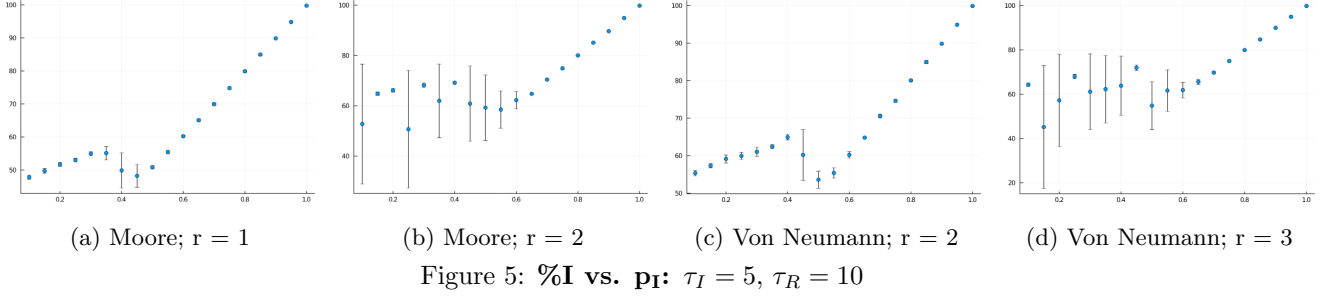 100
90
80
70
60
50
0.2 0.4 0.6 0.8 1.0
(a) Moore; r = 1
100
80
60
40
0.2 0.4 0.6 0.8 1.0
(b) Moore; r = 2
100
90
80
70
60
50
0.2 0.4 0.6 0.8 1.0
(c) Von Neumann; r = 2
100
80
60
40
20
0.2 0.4 0.6 0.8 1.0
(d) Von Neumann; r = 3
Figure 5: %I vs. p_I: τ_I = 5, τ_R = 10